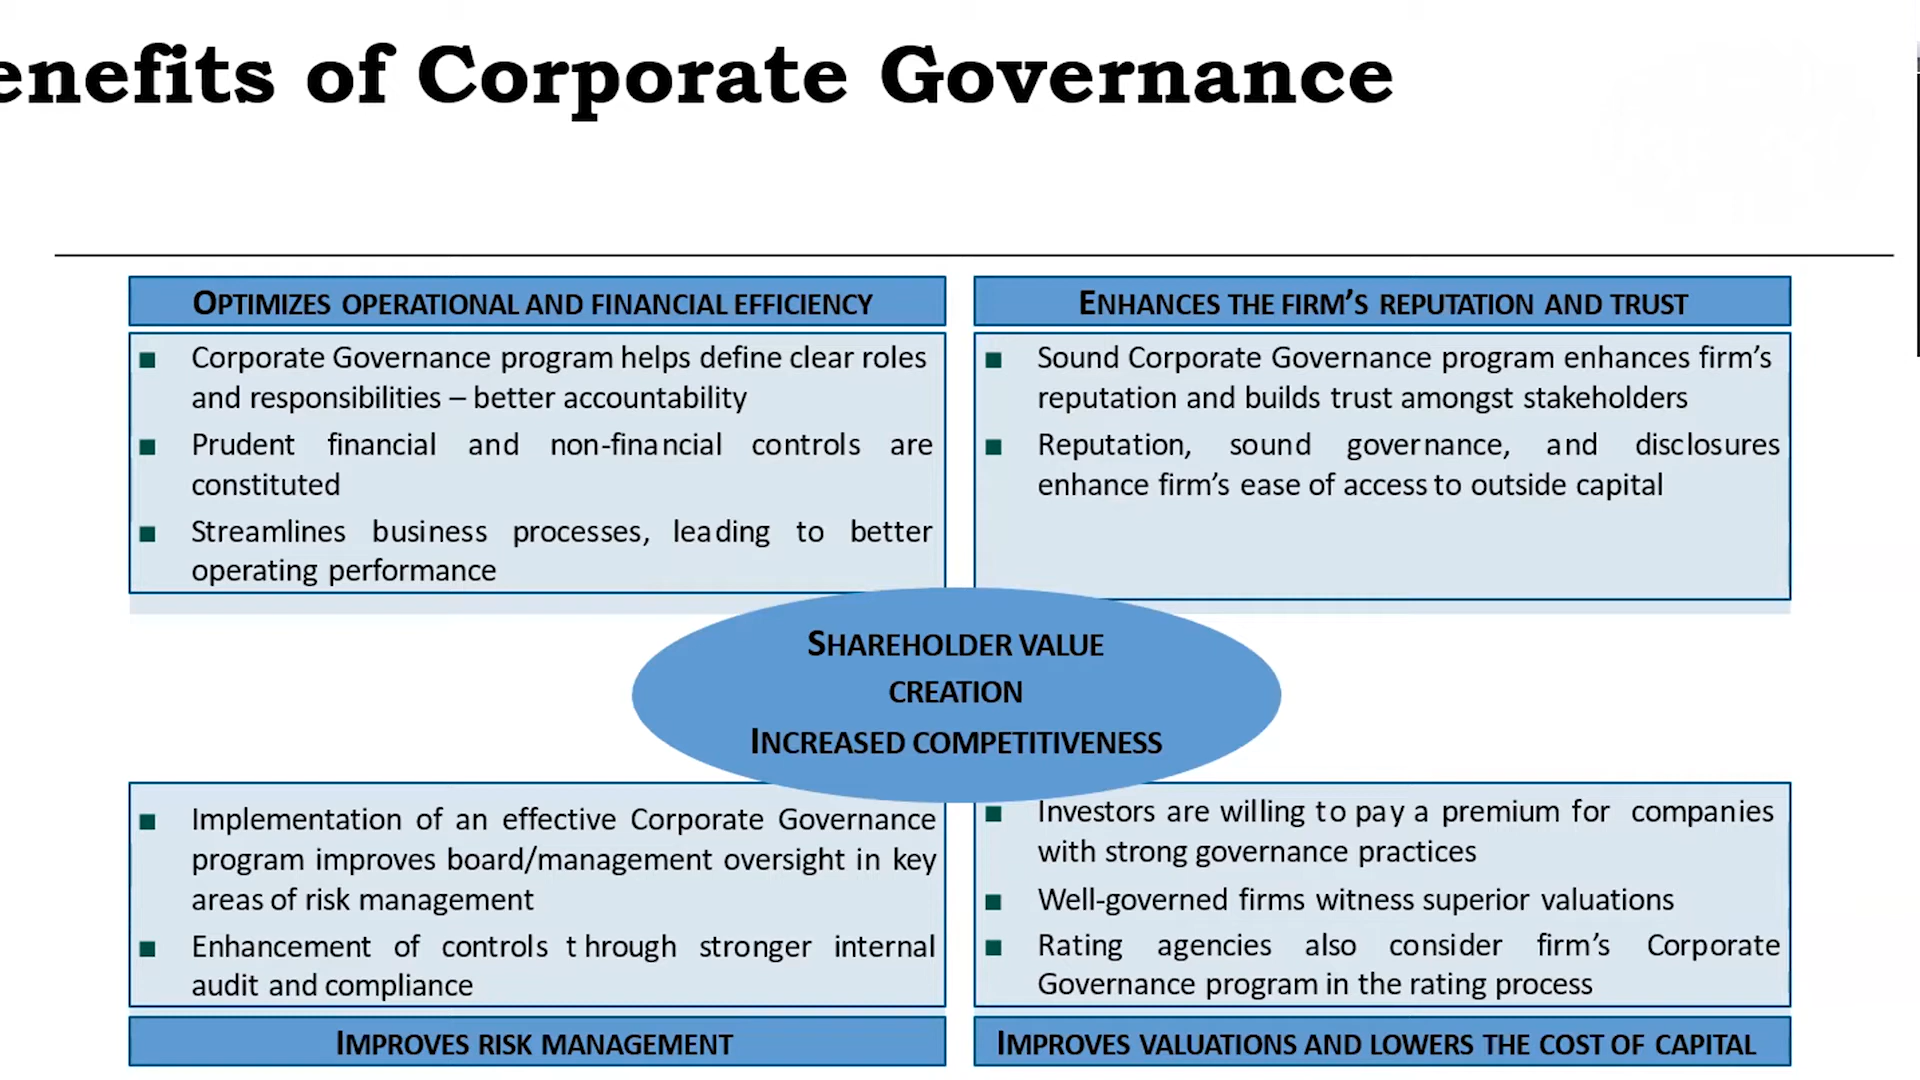 enefits of Corporate Governance
OPTIMIZES OPERATIONAL AND FINANCIAL EFFICIENCY
Corporate Governance program helps define clear roles
and responsibilities – better accountability
Prudent financial and non-financial controls are
constituted
Streamlines business processes, leading to better
operating performance
ENHANCES THE FIRM’S REPUTATION AND TRUST
Sound Corporate Governance program enhances firm’s
reputation and builds trust amongst stakeholders
Reputation, sound governance, and disclosures
enhance firm’s ease of access to outside capital
SHAREHOLDER VALUE
CREATION
INCREASED COMPETITIVENESS
Implementation of an effective Corporate Governance
program improves board/management oversight in key
areas of risk management
Enhancement of controls through stronger internal
audit and compliance
IMPROVES RISK MANAGEMENT
Investors are willing to pay a premium for companies
with strong governance practices
Well-governed firms witness superior valuations
Rating agencies also consider firm’s Corporate
Governance program in the rating process
IMPROVES VALUATIONS AND LOWERS THE COST OF CAPITAL